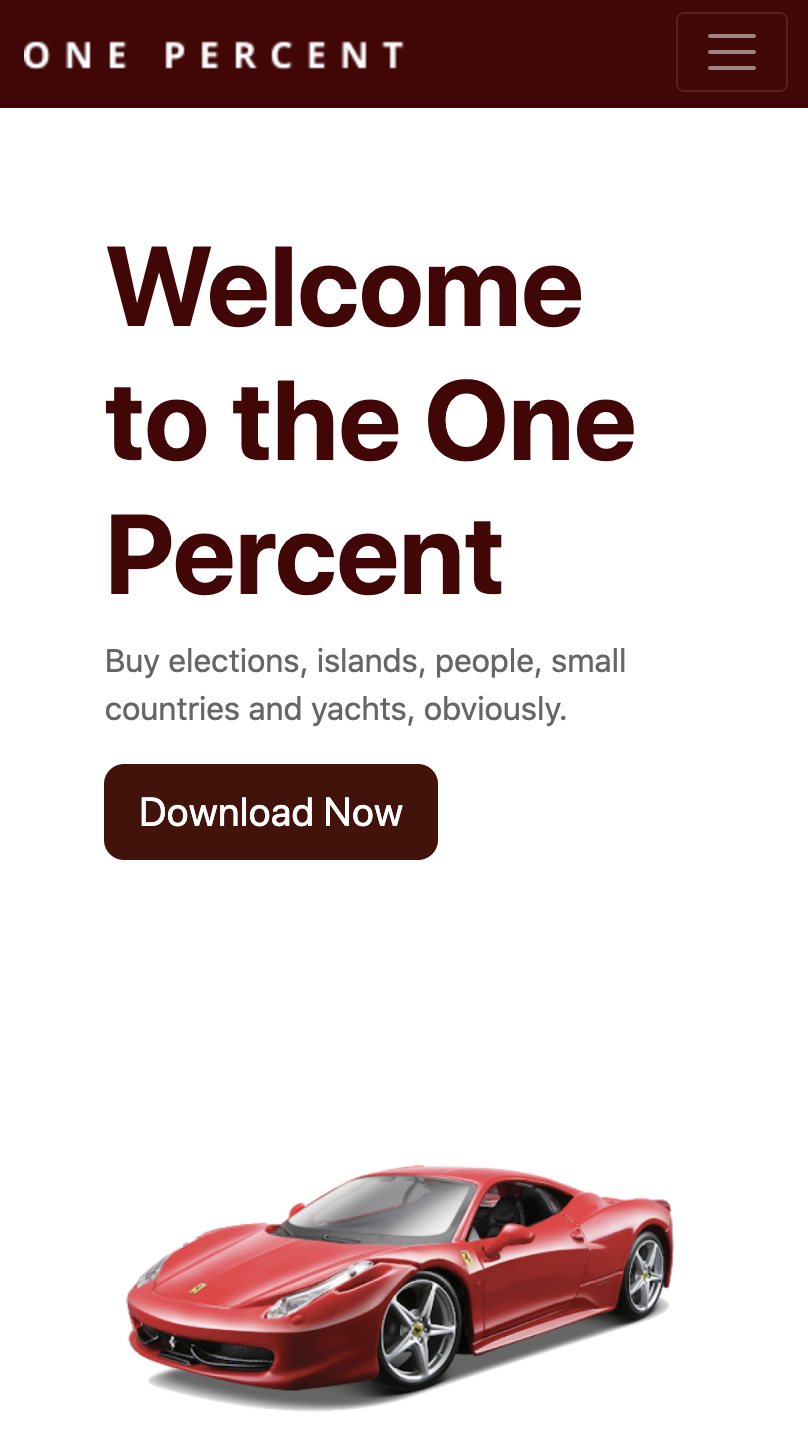 ONE PERCENT
Welcome
to the One
Percent
Buy elections, islands, people, small
countries and yachts, obviously.
Download Now